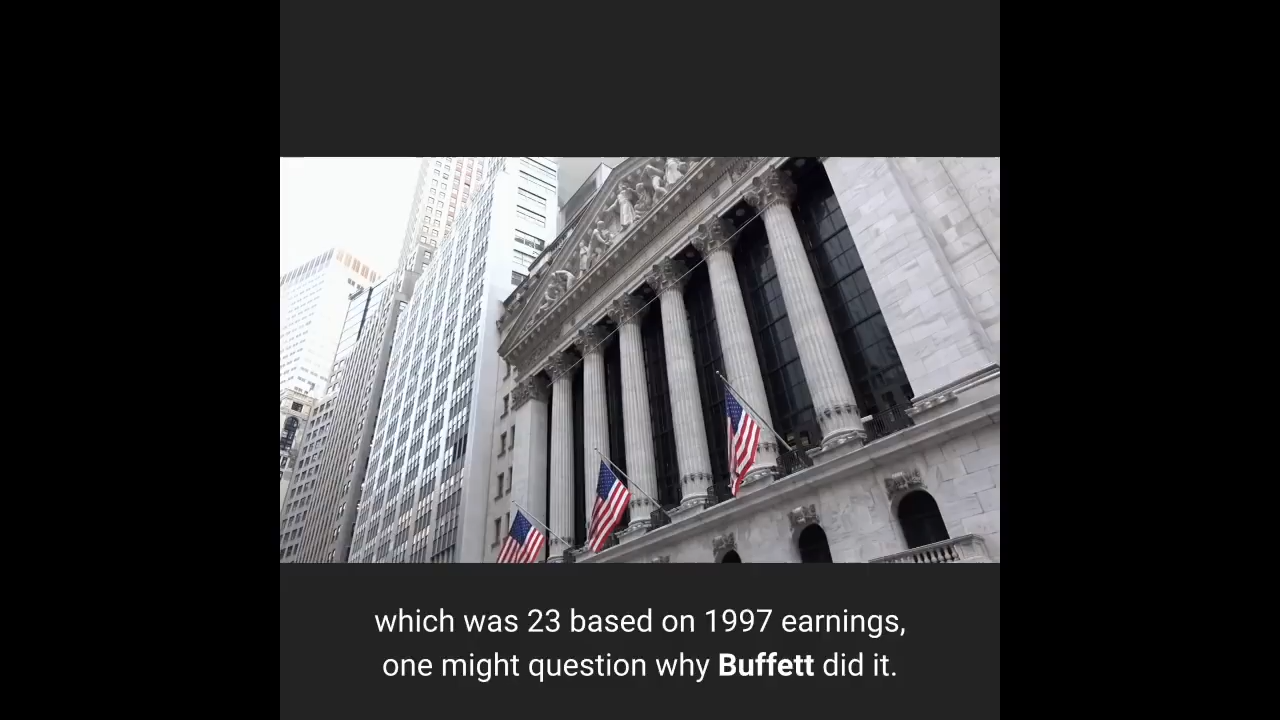 which was 23 based on 1997 earnings,
one might question why Buffett did it.